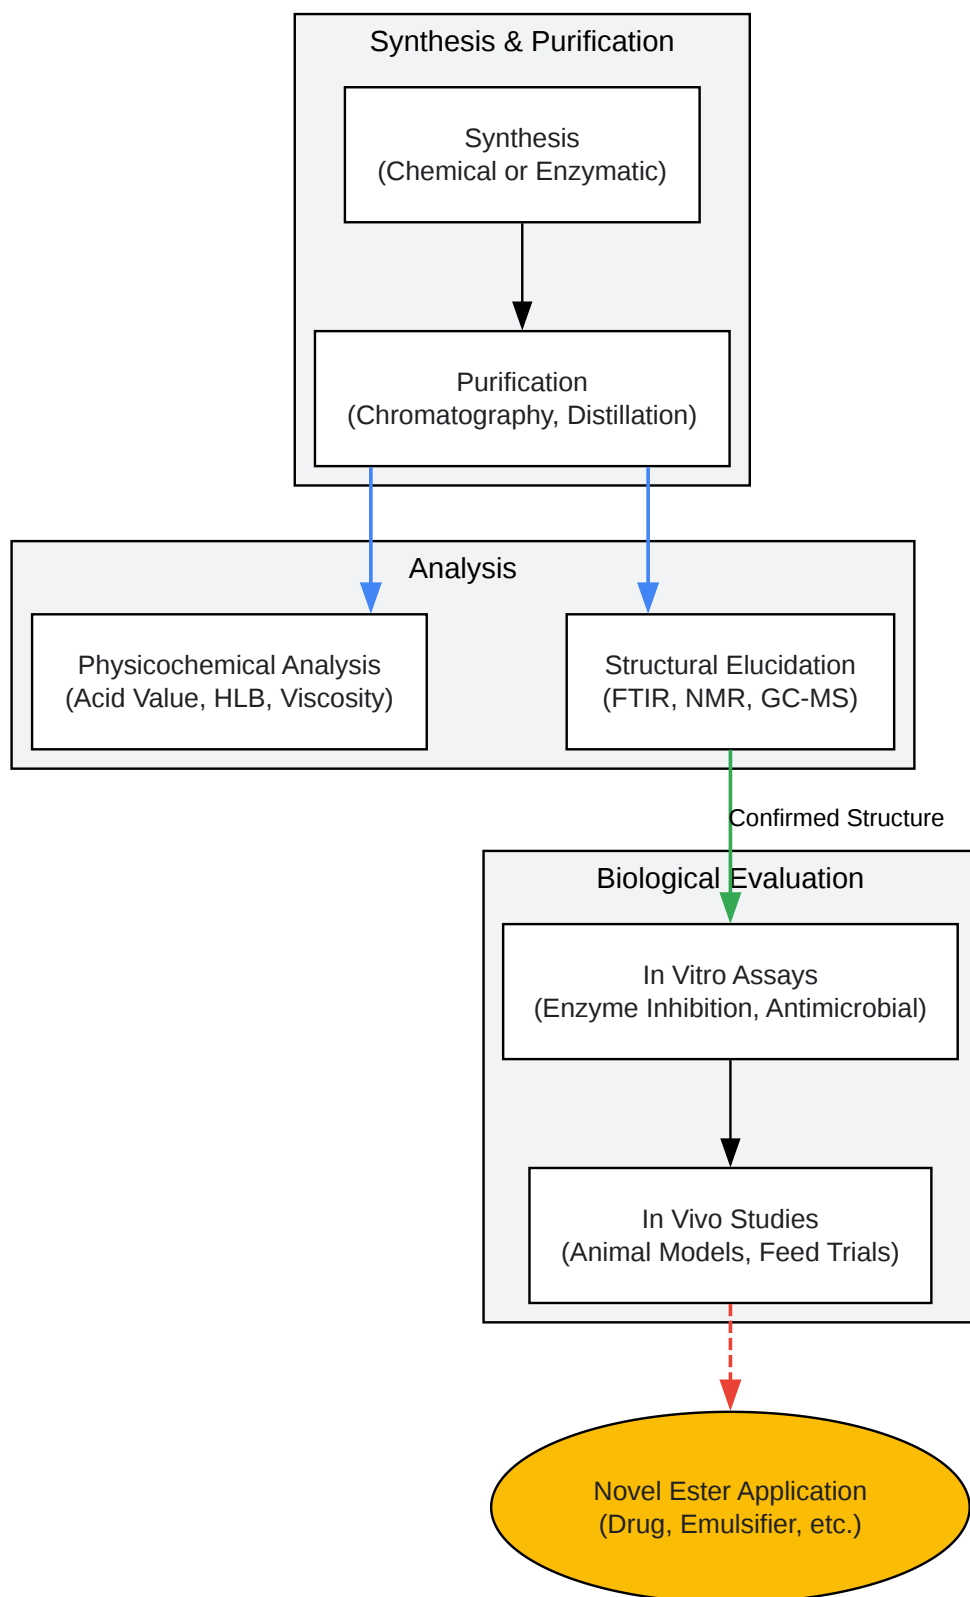 Synthesis & Purification
Synthesis
(Chemical or Enzymatic)
Purification
(Chromatography, Distillation)
Analysis
Physicochemical Analysis
(Acid Value, HLB, Viscosity)
Structural Elucidation
(FTIR, NMR, GC-MS)
Confirmed Structure
Biological Evaluation
In Vitro Assays
(Enzyme Inhibition, Antimicrobial)
In Vivo Studies
(Animal Models, Feed Trials)
Novel Ester Application
(Drug, Emulsifier, etc.)